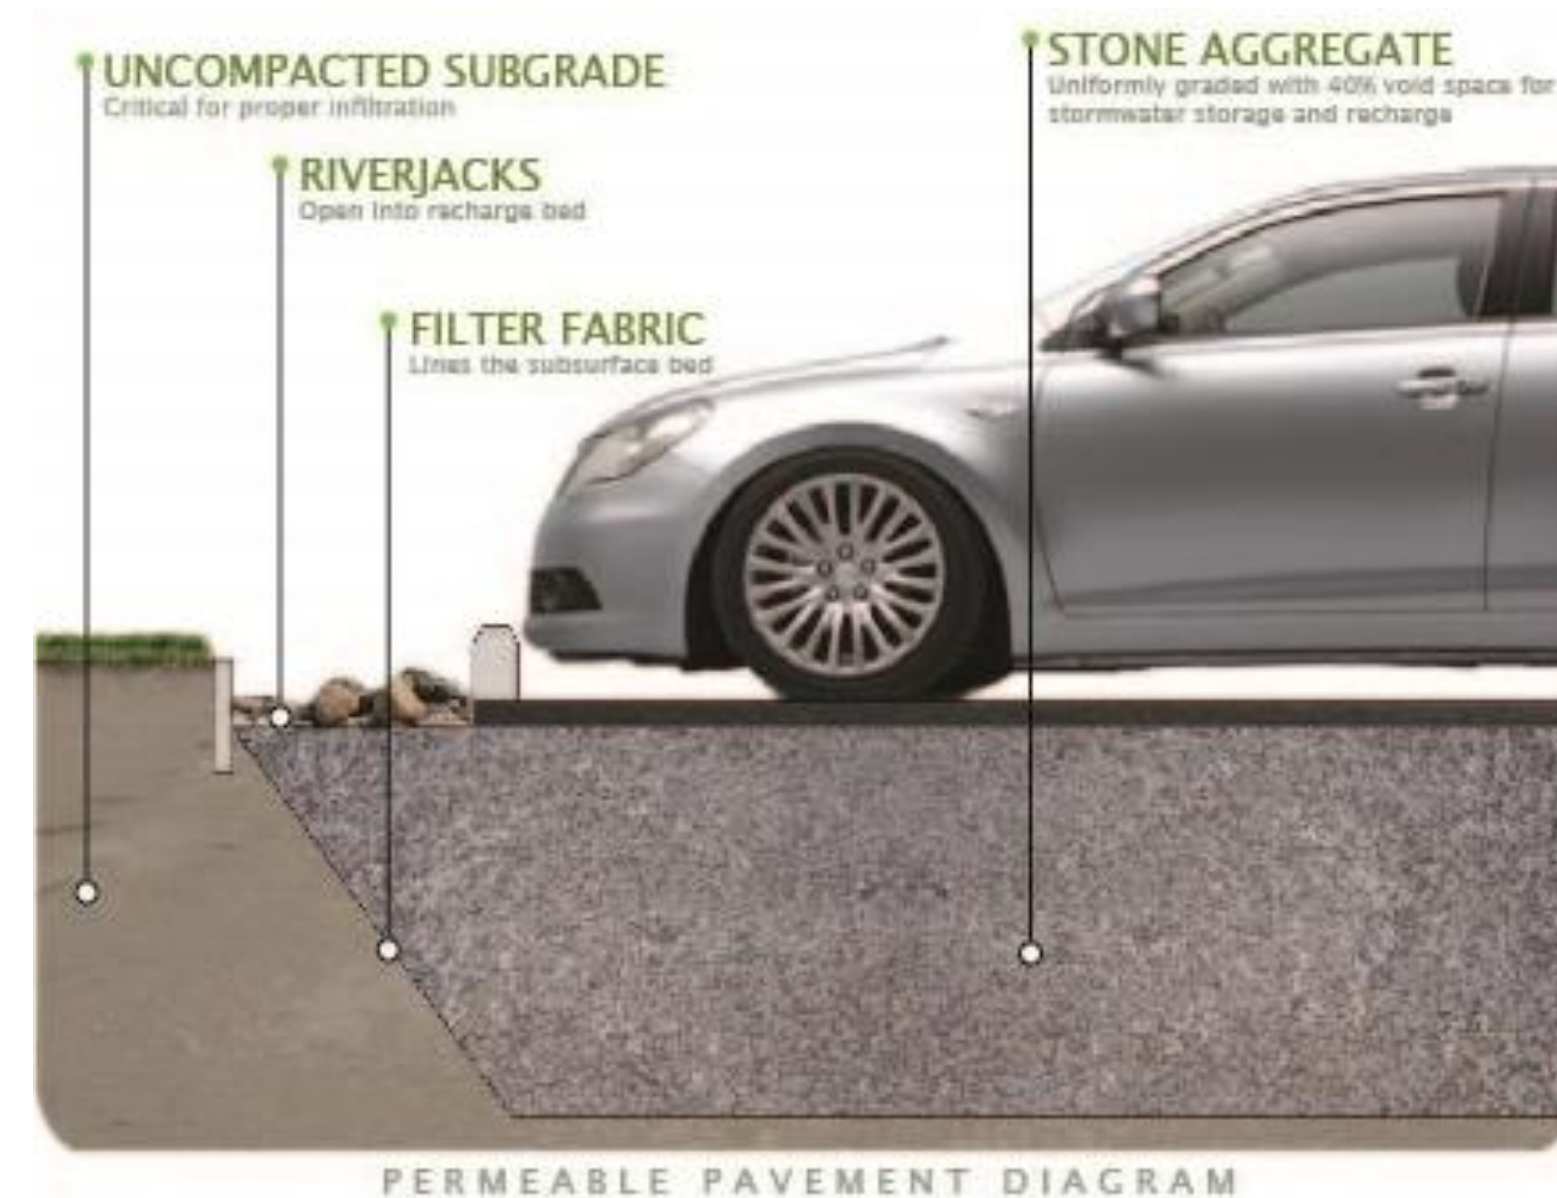 UNCOMPACTED SUBGRADE
Critical for proper infiltration
RIVERJACKS
Open into recharge bed
FILTER FABRIC
Lines the subsurface bed
STONE AGGREGATE
Uniformly graded with 40% void space for
stormwater storage and recharge
PERMEABLE PAVEMENT DIAGRAM